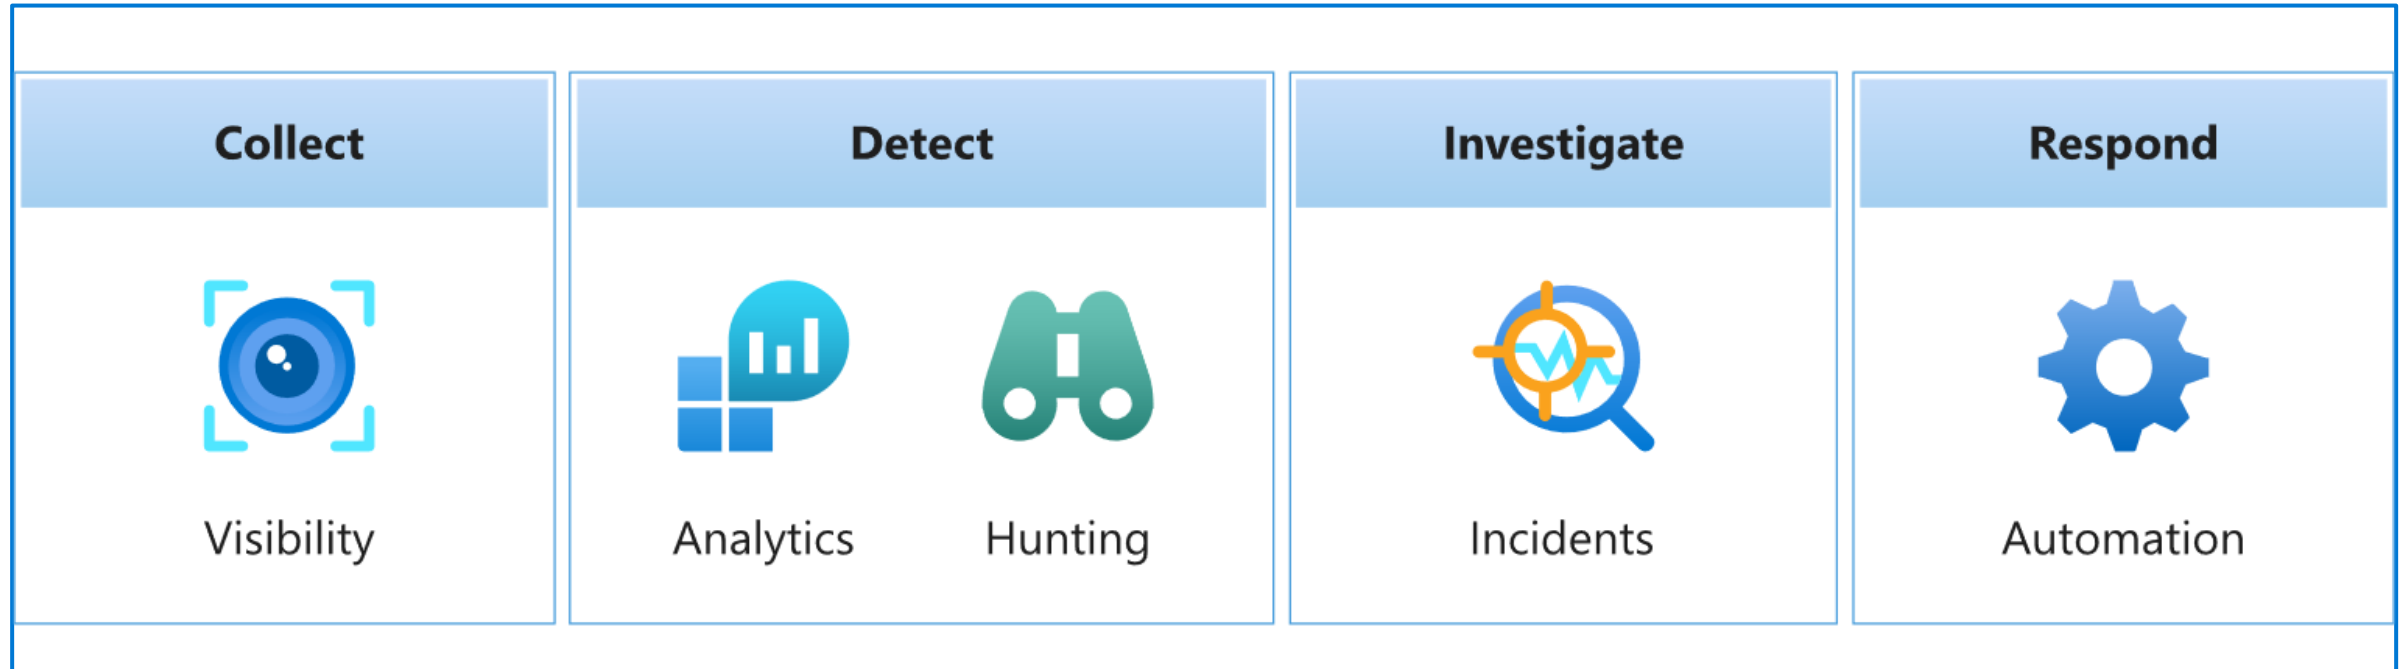 Collect
Detect
Investigate
Respond
Visibility
Analytics
Hunting
Incidents
Automation